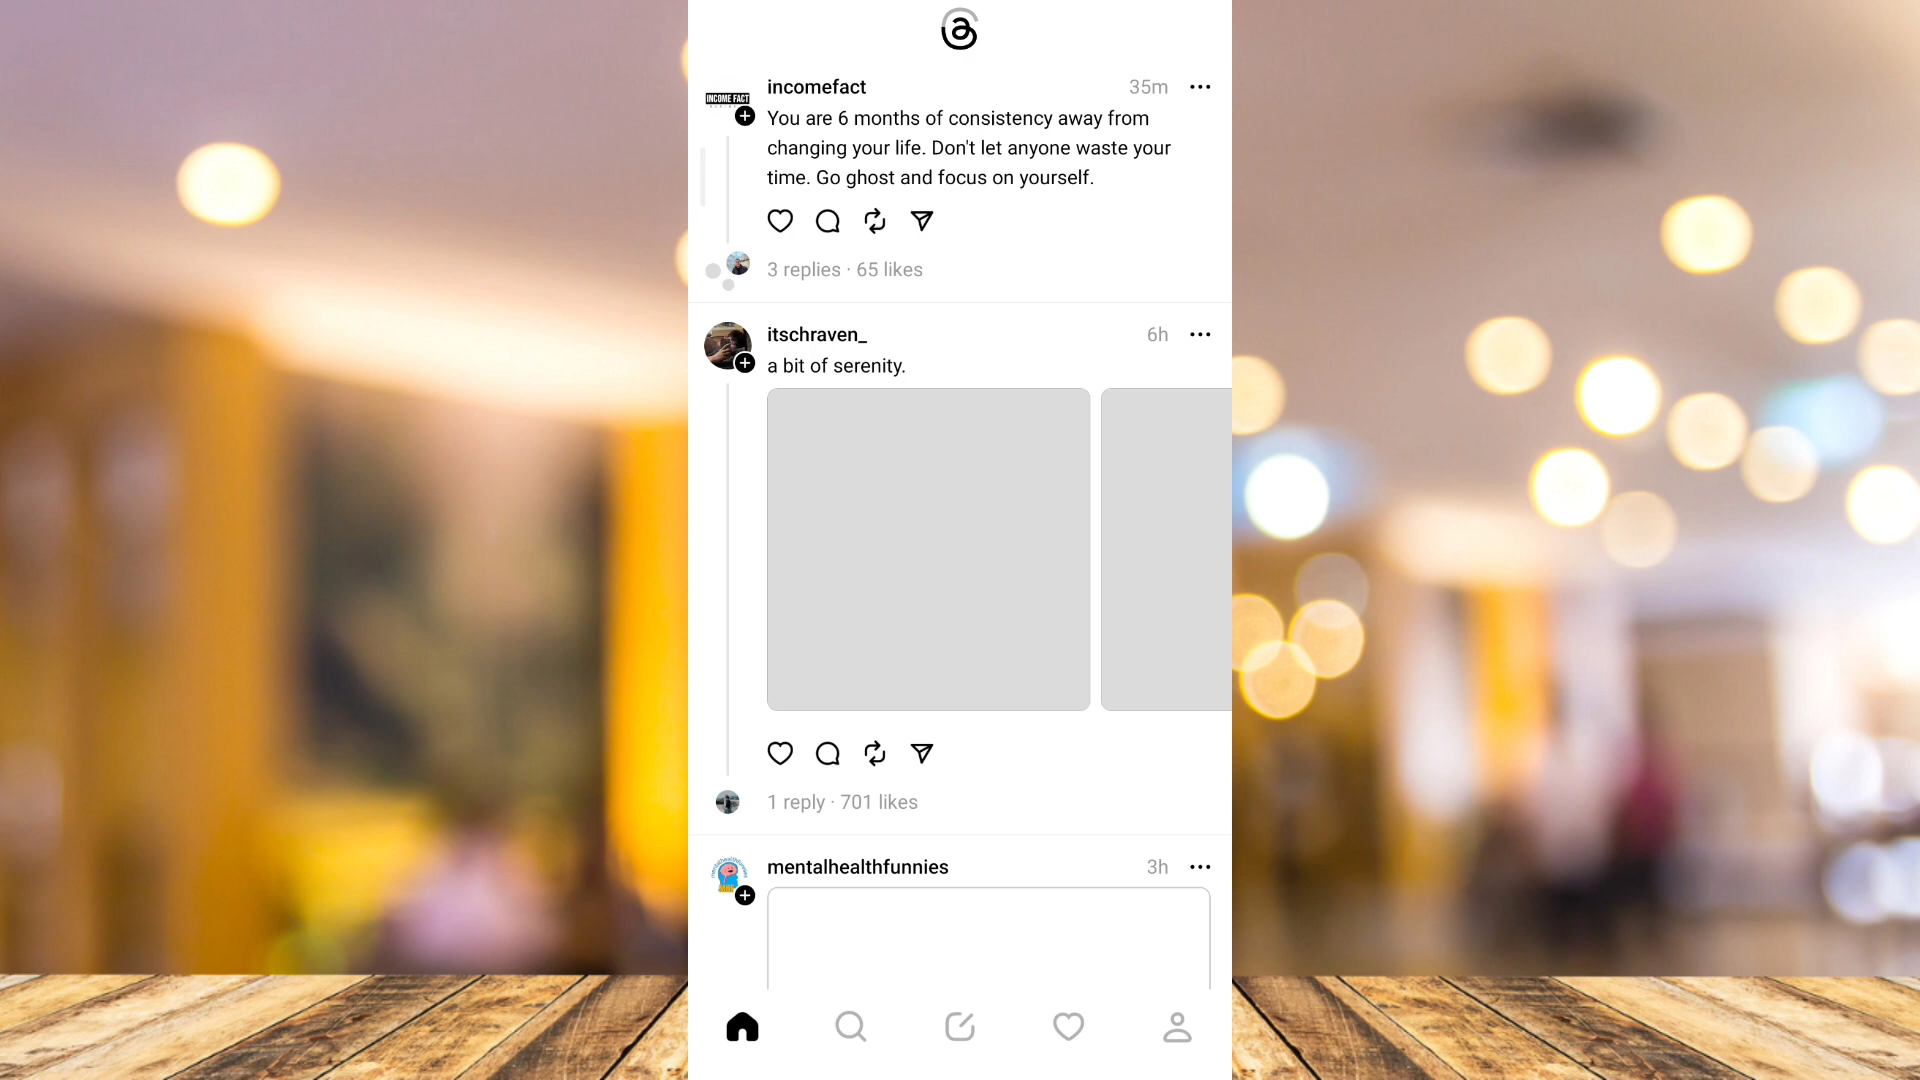 incomefact 35m
INCOME FACT
You are 6 months of consistency away from
changing your life. Don't let anyone waste your
time. Go ghost and focus on yourself.
3 replies · 65 likes
itschraven_ 6h
a bit of serenity.
1 reply · 701 likes
mentalhealthfunnies 3h